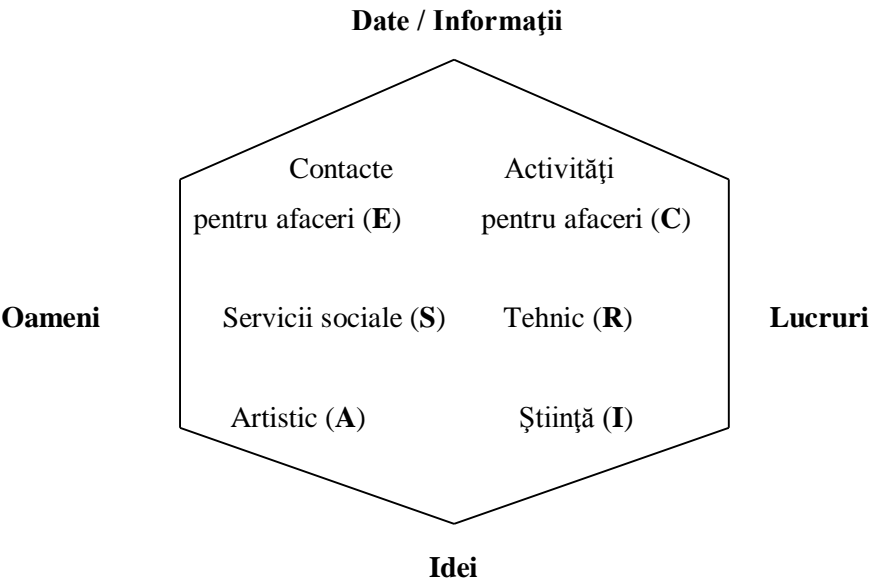 Date / Informaţii
Contacte Activităţi
pentru afaceri (E) pentru afaceri (C)
Oameni Servicii sociale (S) Tehnic (R) Lucruri
Artistic (A) Ştiinţă (I)
Idei